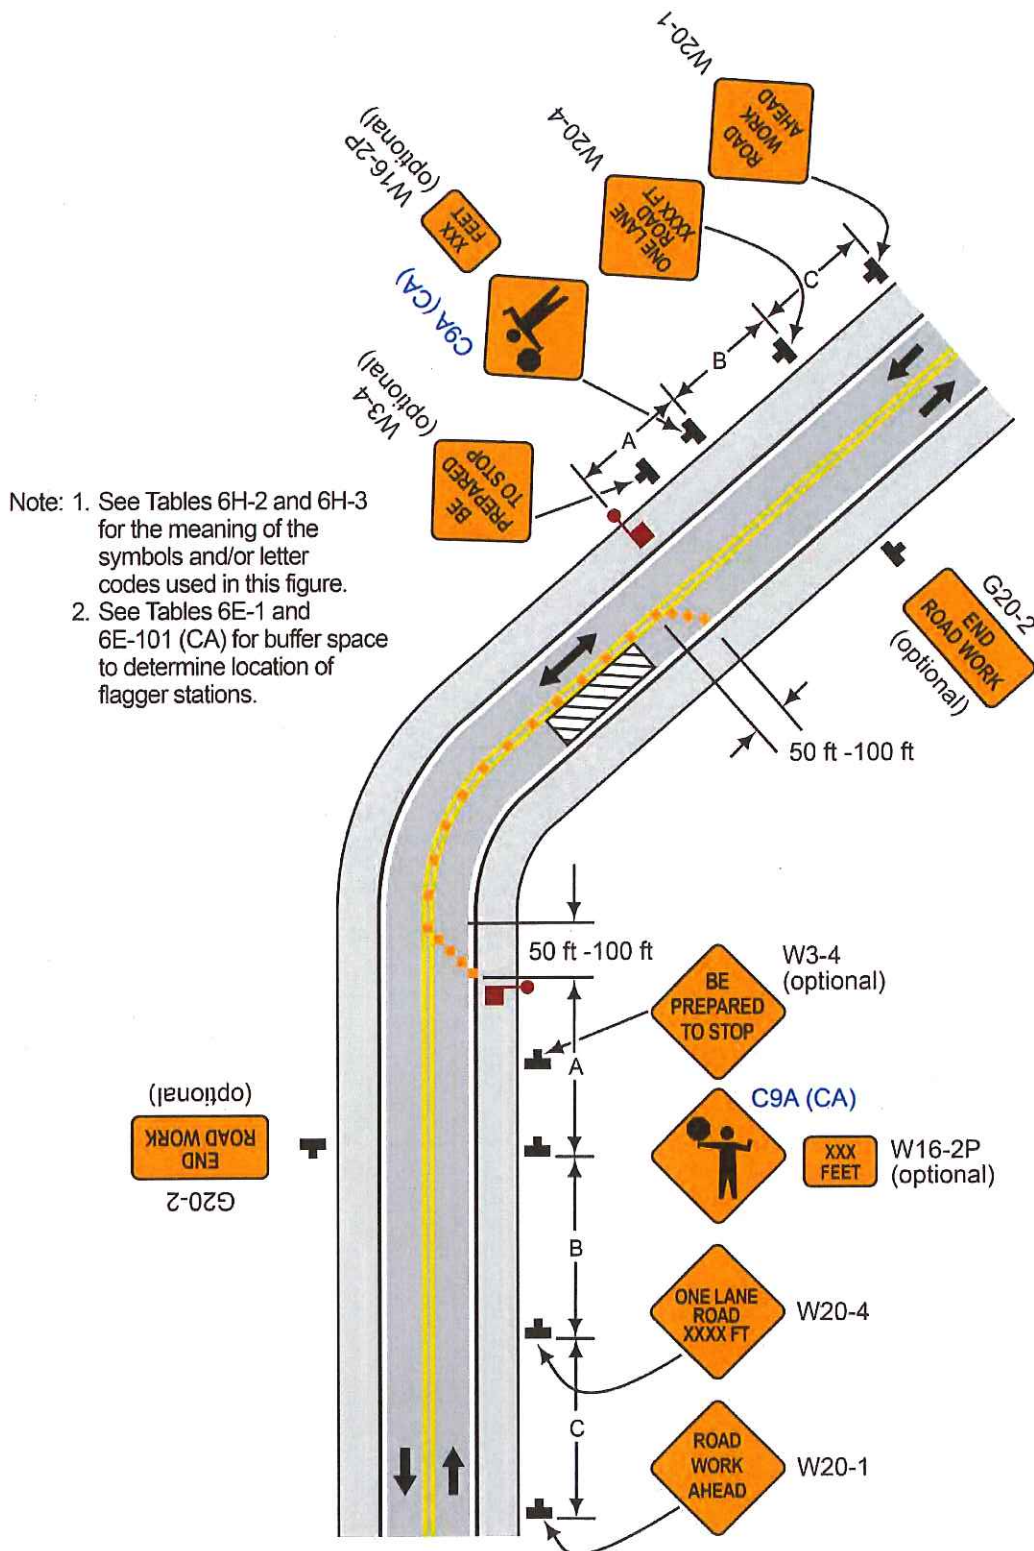 W20-1
ROAD
WORK
AHEAD
W20-4
ONE LANE
ROAD
XXXX FT
W16-2P
(optional)
XXX
FEET
C9A (CA)
W3-4
(optional)
BE
PREPARED
TO STOP
C
B
A
Note: 1. See Tables 6H-2 and 6H-3
for the meaning of the
symbols and/or letter
codes used in this figure.
2. See Tables 6E-1 and
6E-101 (CA) for buffer space
to determine location of
flagger stations.
G20-2
END
ROAD WORK
(optional)
50 ft -100 ft
50 ft -100 ft
W3-4
(optional)
BE
PREPARED
TO STOP
A
C9A (CA)
XXX
FEET
W16-2P
(optional)
G20-2
END
ROAD WORK
(optional)
B
ONE LANE
ROAD
XXXX FT
W20-4
C
ROAD
WORK
AHEAD
W20-1